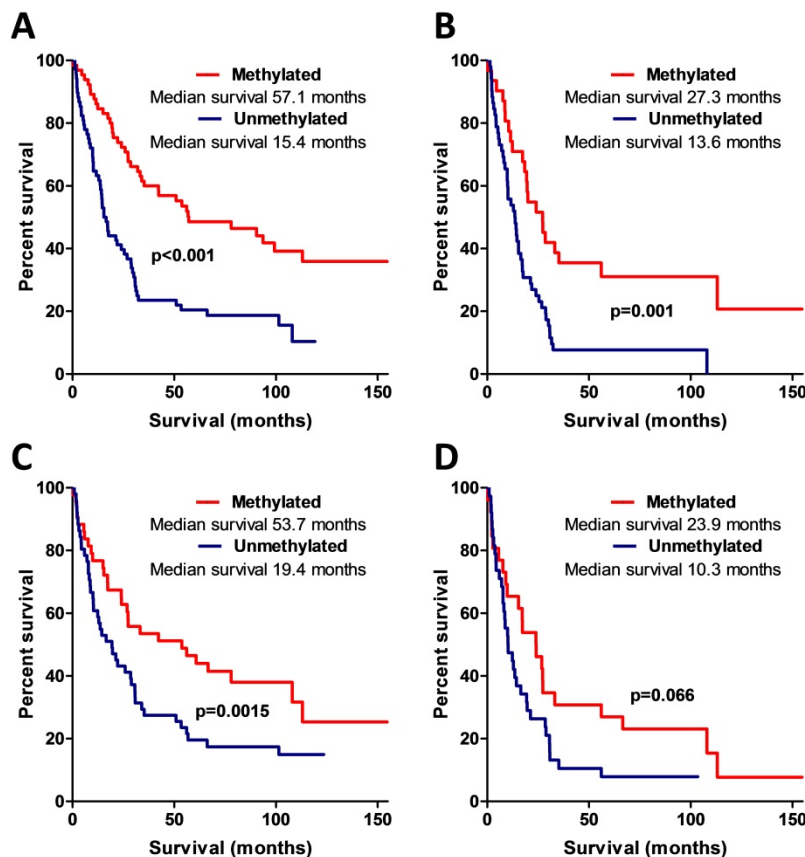 A
100
80
60
40
20
0
Percent survival
Methylated
Median survival 57.1 months
Unmethylated
Median survival 15.4 months
p<0.001
0 50 100 150
Survival (months)
B
100
80
60
40
20
0
Percent survival
Methylated
Median survival 27.3 months
Unmethylated
Median survival 13.6 months
p=0.001
0 50 100 150
Survival (months)
C
100
80
60
40
20
0
Percent survival
Methylated
Median survival 53.7 months
Unmethylated
Median survival 19.4 months
p=0.0015
0 50 100 150
Survival (months)
D
100
80
60
40
20
0
Percent survival
Methylated
Median survival 23.9 months
Unmethylated
Median survival 10.3 months
p=0.066
0 50 100 150
Survival (months)